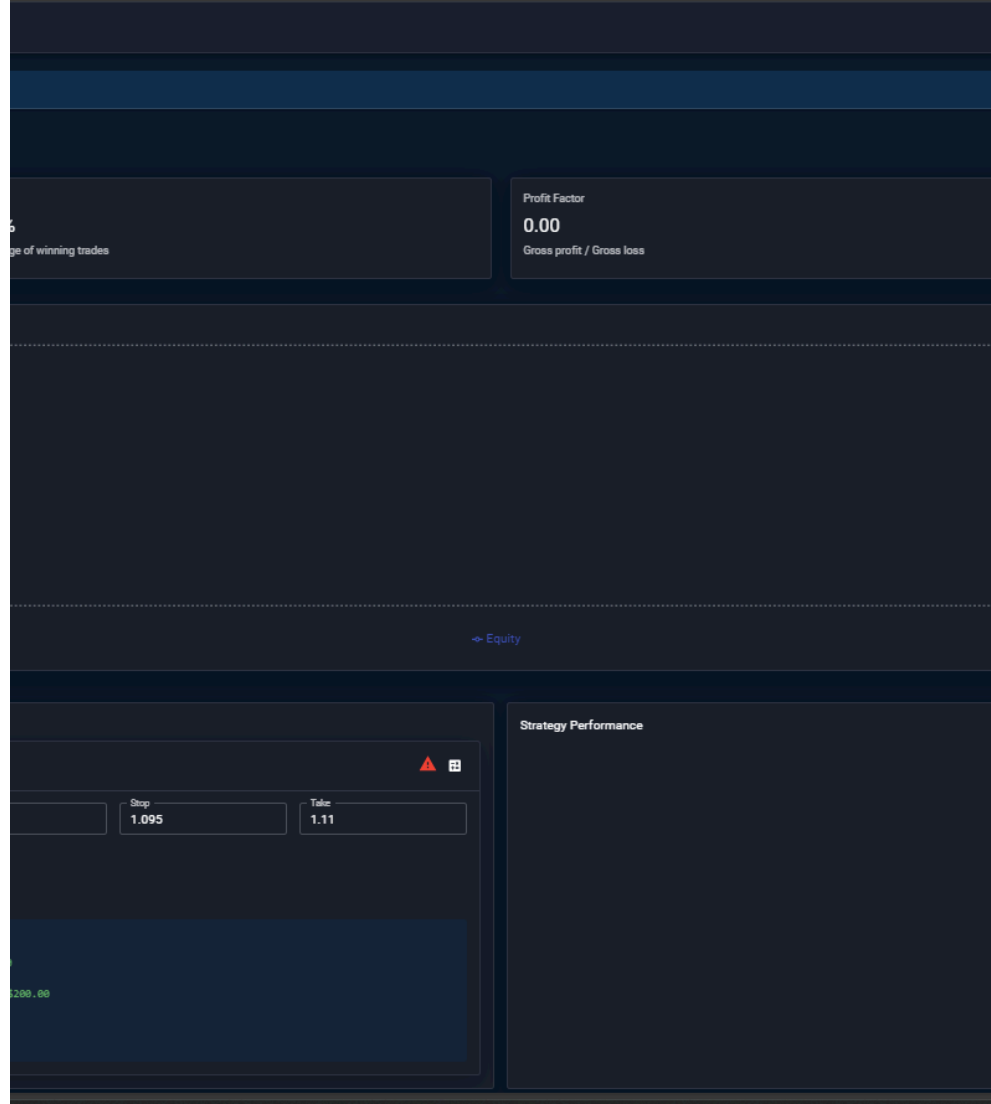 %
ge of winning trades
Profit Factor
0.00
Gross profit / Gross loss
Equity
Stop
1.095
Take
1.11
$200.00
Strategy Performance